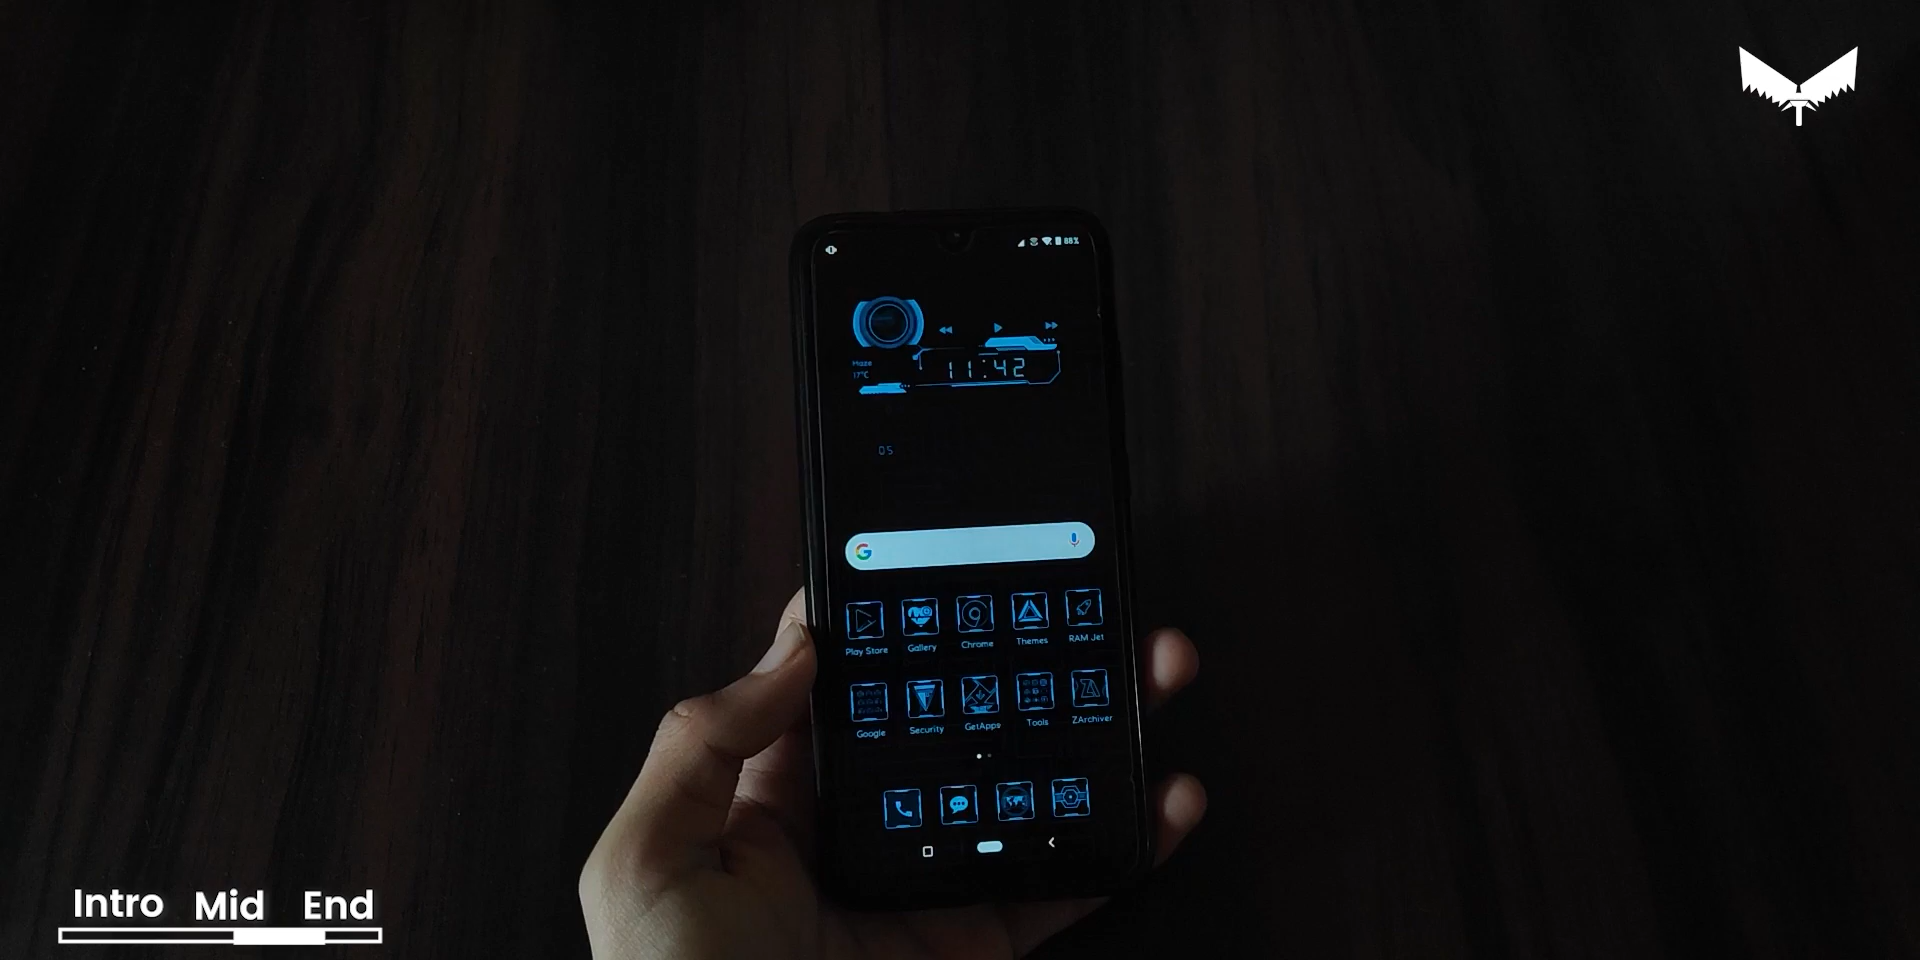 88%
Haze
17°C
11:42
05
Play Store
Gallery
Chrome
Themes
RAM Jet
Google
Security
GetApps
Tools
ZArchiver
Intro Mid End